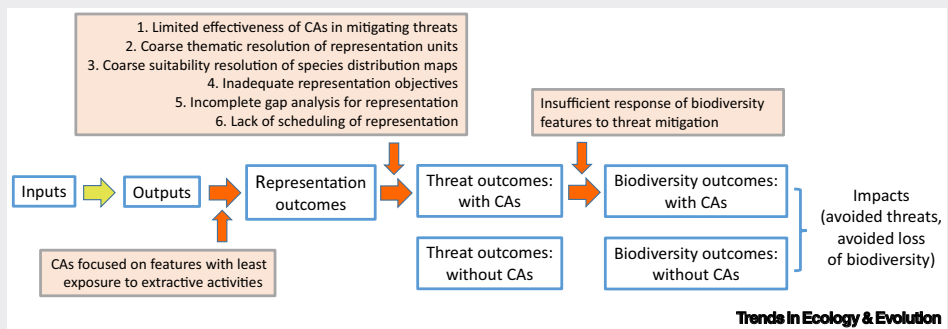 1. Limited effectiveness of CAs in mitigating threats
2. Coarse thematic resolution of representation units
3. Coarse suitability resolution of species distribution maps
4. Inadequate representation objectives
5. Incomplete gap analysis for representation
6. Lack of scheduling of representation
Insufficient response of biodiversity
features to threat mitigation
Inputs
Outputs
Representation
outcomes
Threat outcomes:
with CAs
Biodiversity outcomes:
with CAs
Impacts
(avoided threats,
avoided loss
of biodiversity)
CAs focused on features with least
exposure to extractive activities
Threat outcomes:
without CAs
Biodiversity outcomes:
without CAs
Trends in Ecology & Evolution